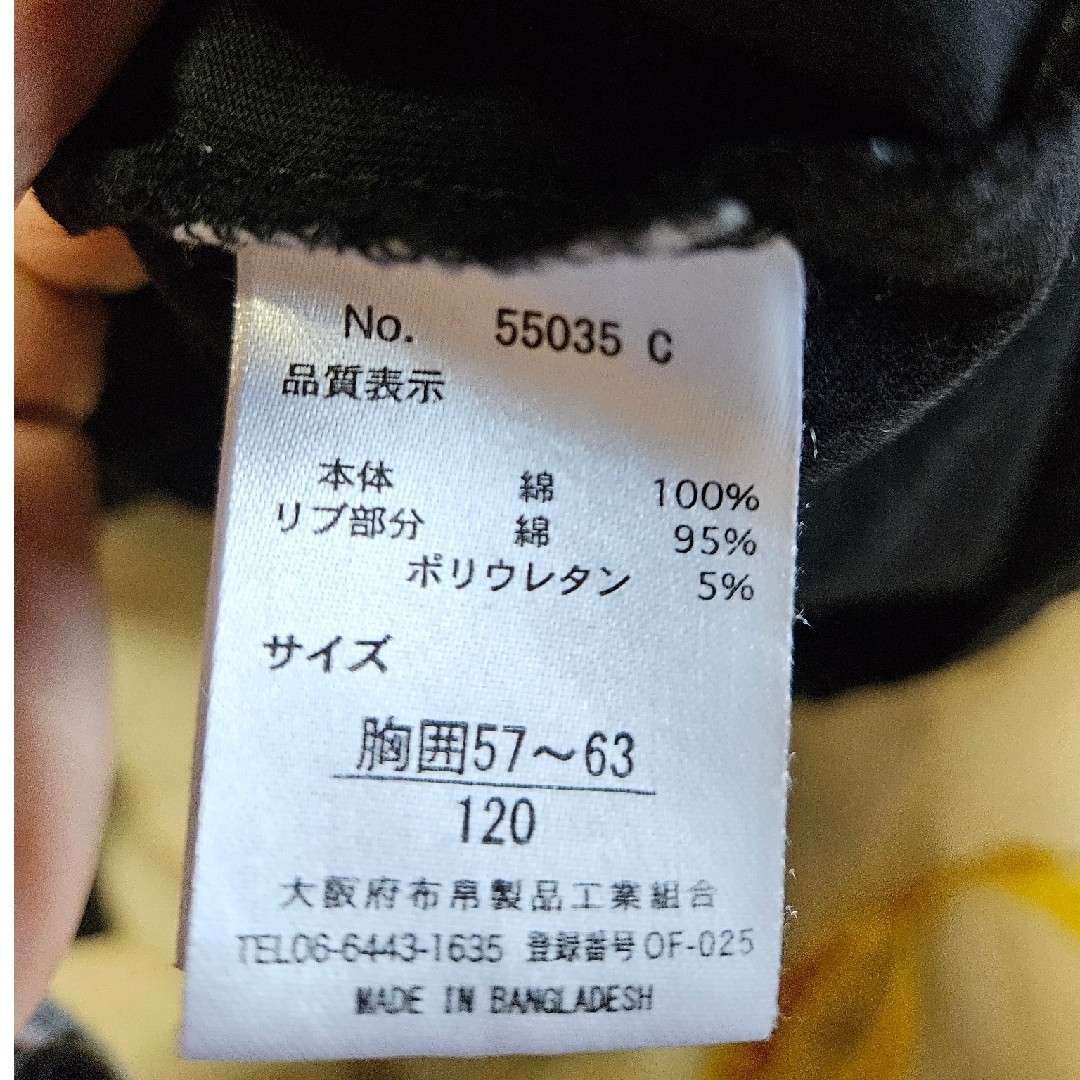 No. 55035 C
品質表示
本体 綿 100%
リブ部分 綿 95%
ポリウレタン 5%
サイズ
胸囲57～63
120
大阪府布帛製品工業組合
TEL06-6443-1635 登録番号OF-025
MADE IN BANGLADESH